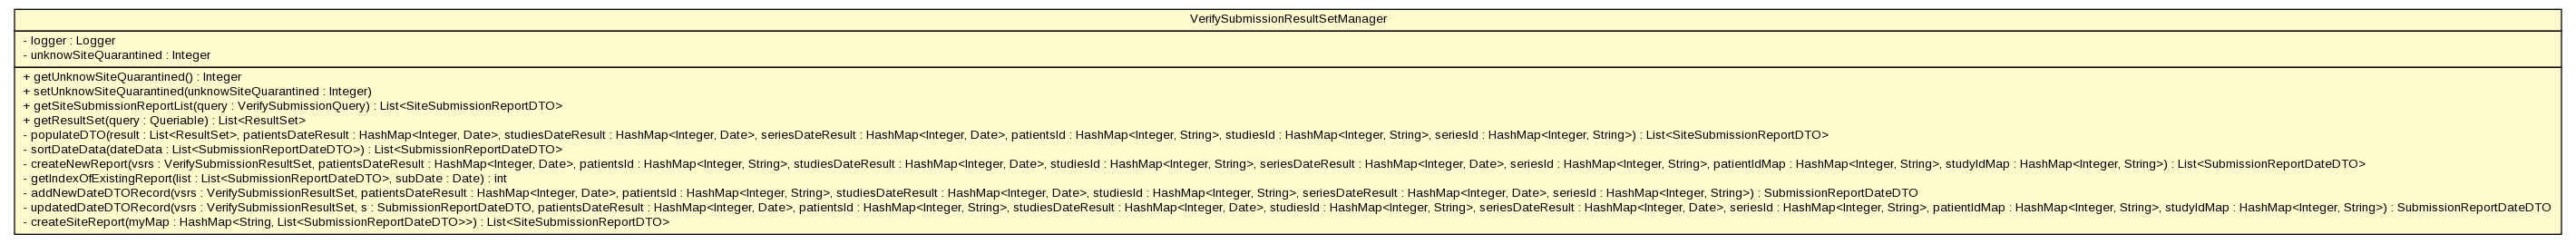 VerifySubmissionResultSetManager
- logger : Logger
- unknowSiteQuarantined : Integer
+ getUnknowSiteQuarantined() : Integer
+ setUnknowSiteQuarantined(unknowSiteQuarantined : Integer)
+ getSiteSubmissionReportList(query : VerifySubmissionQuery) : List<SiteSubmissionReportDTO>
+ getResultSet(query : Queriable) : List<ResultSet>
- populateDTO(result : List<ResultSet>, patientsDateResult : HashMap<Integer, Date>, studiesDateResult : HashMap<Integer, Date>, seriesDateResult : HashMap<Integer, Date>, patientsId : HashMap<Integer, String>, studiesId : HashMap<Integer, String>, seriesId : HashMap<Integer, String>) : List<SiteSubmissionReportDTO>
- sortDateData(dateData : List<SubmissionReportDateDTO>) : List<SubmissionReportDateDTO>
- createNewReport(vsrs : VerifySubmissionResultSet, patientsDateResult : HashMap<Integer, Date>, patientsId : HashMap<Integer, String>, studiesDateResult : HashMap<Integer, Date>, studiesId : HashMap<Integer, String>, seriesDateResult : HashMap<Integer, Date>, seriesId : HashMap<Integer, String>, patientIdMap : HashMap<Integer, String>, studyIdMap : HashMap<Integer, String>) : List<SubmissionReportDateDTO>
- getIndexOfExistingReport(list : List<SubmissionReportDateDTO>, subDate : Date) : int
- addNewDateDTORecord(vsrs : VerifySubmissionResultSet, patientsDateResult : HashMap<Integer, Date>, patientsId : HashMap<Integer, String>, studiesDateResult : HashMap<Integer, Date>, studiesId : HashMap<Integer, String>, seriesDateResult : HashMap<Integer, Date>, seriesId : HashMap<Integer, String>) : SubmissionReportDateDTO
- updatedDateDTORecord(vsrs : VerifySubmissionResultSet, s : SubmissionReportDateDTO, patientsDateResult : HashMap<Integer, Date>, patientsId : HashMap<Integer, String>, studiesDateResult : HashMap<Integer, Date>, studiesId : HashMap<Integer, String>, seriesDateResult : HashMap<Integer, Date>, seriesId : HashMap<Integer, String>, patientIdMap : HashMap<Integer, String>, studyIdMap : HashMap<Integer, String>) : SubmissionReportDateDTO
- createSiteReport(myMap : HashMap<String, List<SubmissionReportDateDTO>>) : List<SiteSubmissionReportDTO>